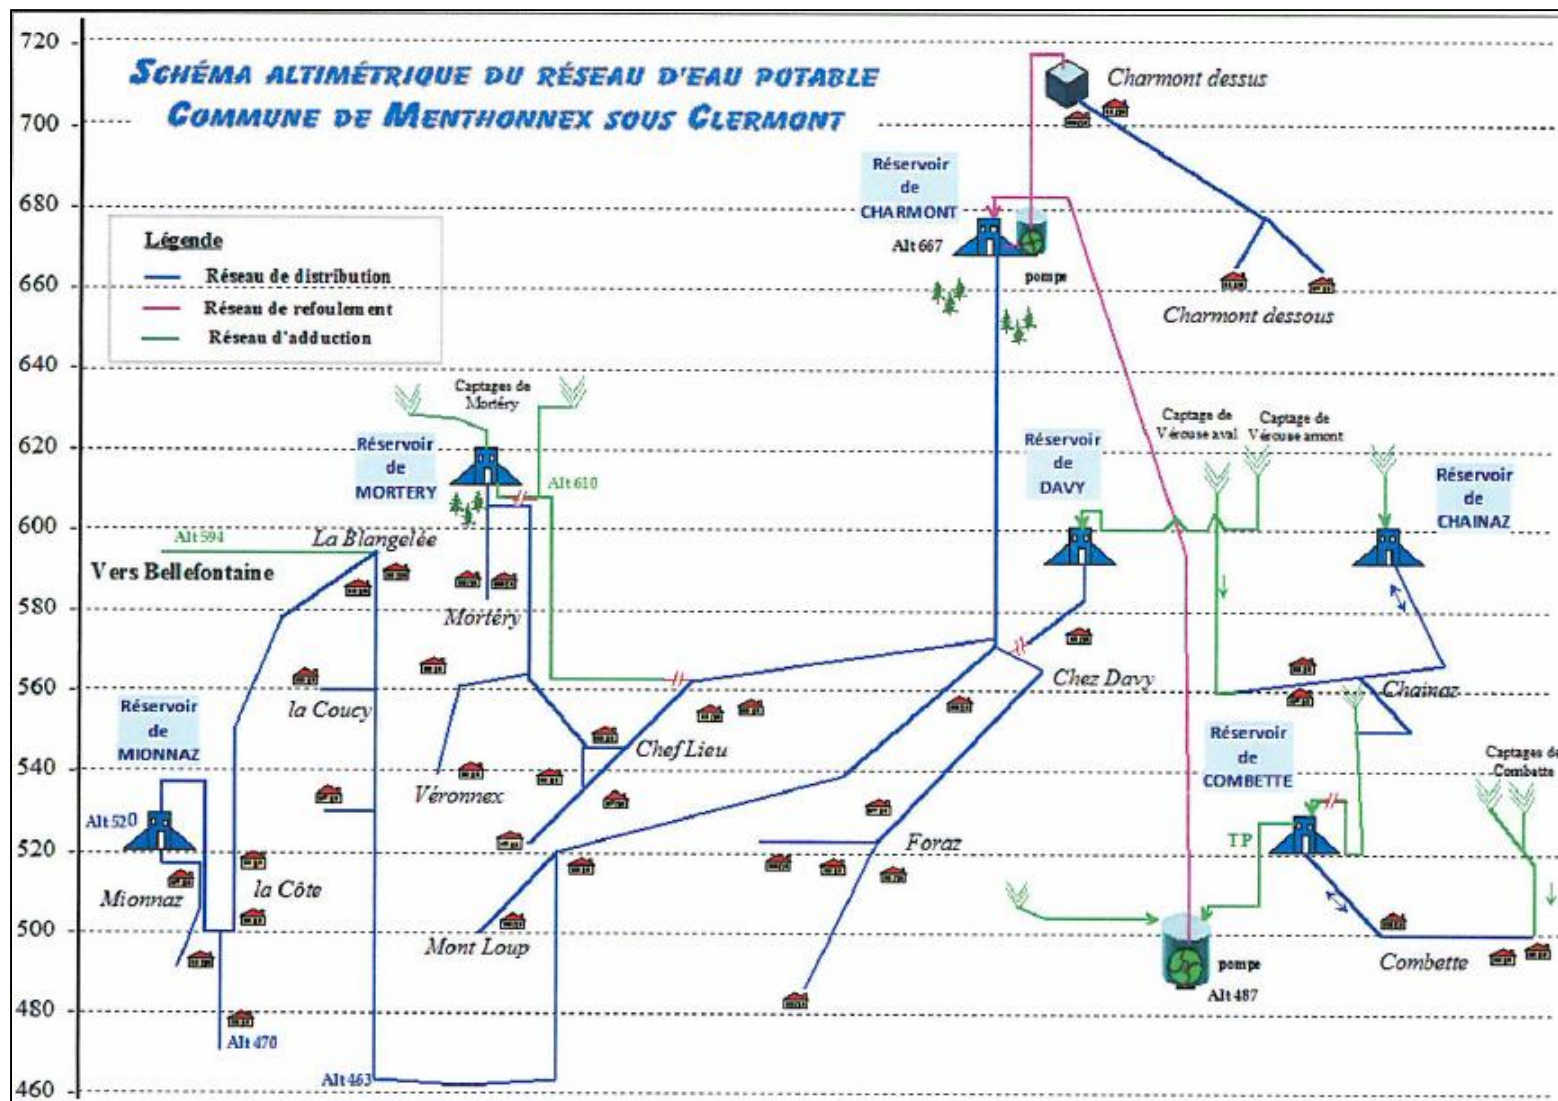 SCHÉMA ALTIMÉTRIQUE DU RÉSEAU D'EAU POTABLE
COMMUNE DE MENTHONNEX SOUS CLERMONT
720
700
680
660
640
620
600
580
560
540
520
500
480
460
Légende
Réseau de distribution
Réseau de refoulement
Réseau d'adduction
Charmont dessus
Réservoir
de
CHARMONT
Alt 667
pompe
Charmont dessous
Captages de
Mortéry
Réservoir
de
MORTERY
Alt 610
Captage de
Vérouse aval
Captage de
Vérouse amont
Réservoir
de
DAVY
Réservoir
de
CHAINAZ
Alt 594
La Blangelée
Vers Bellefontaine
Mortéry
Chez Davy
Chainaz
la Coucy
Réservoir
de
MIONNAZ
Chef Lieu
Véronnex
Réservoir
de
COMBETTE
Captages de
Combette
Alt 520
Foraz
TP
Mionnaz
la Côte
Mont Loup
pompe
Alt 487
Combette
Alt 470
Alt 463